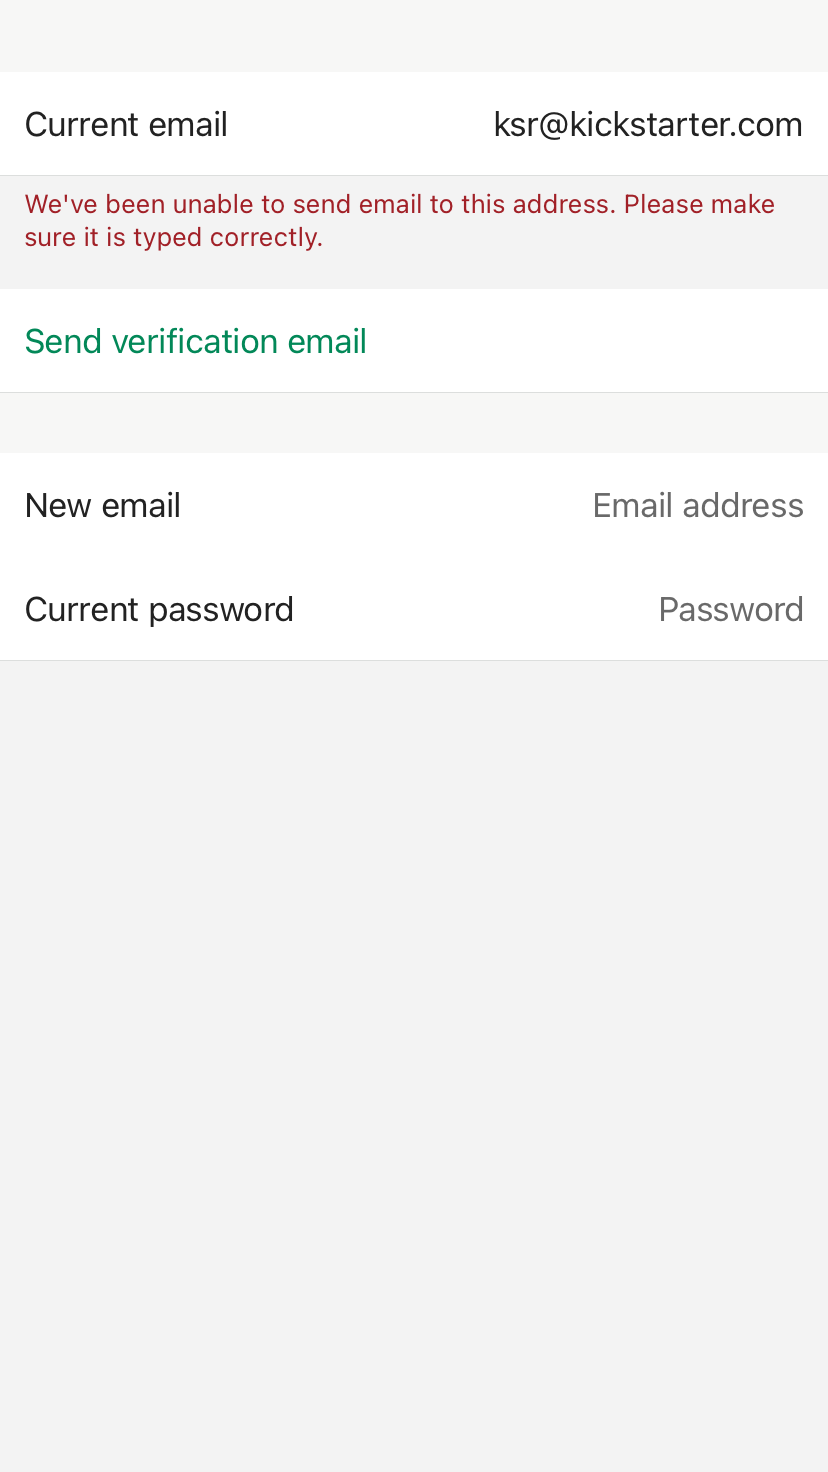 Current email ksr@kickstarter.com
We've been unable to send email to this address. Please make
sure it is typed correctly.
Send verification email
New email Email address
Current password Password